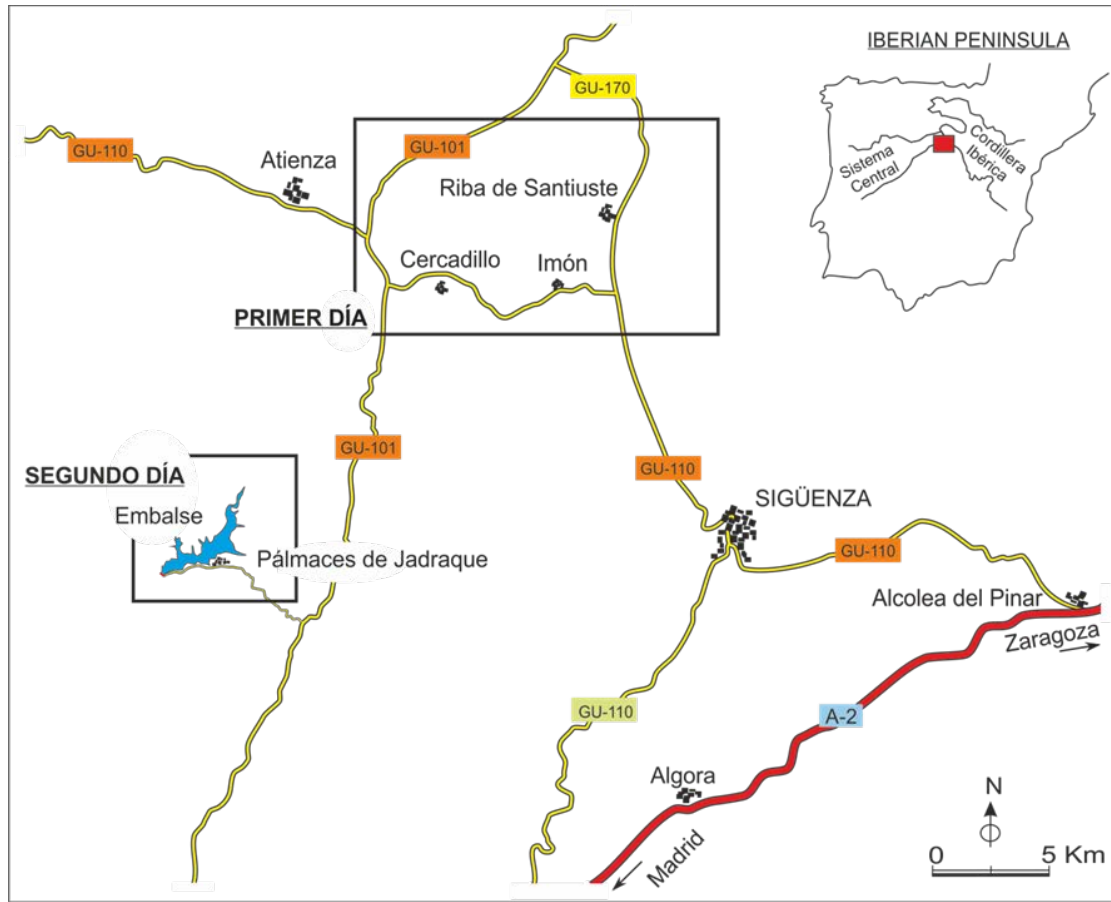 IBERIAN PENINSULA
GU-170
GU-101
GU-110
Atienza
Riba de Santiuste
Cordillera
Ibérica
Sistema
Central
Cercadillo
Imón
PRIMER DÍA
GU-101
GU-110
SEGUNDO DÍA
Embalse
SIGÜENZA
Pálmaces de Jadraque
GU-110
Alcolea del Pinar
Zaragoza
GU-110
A-2
Algora
Madrid
N
0 5 Km